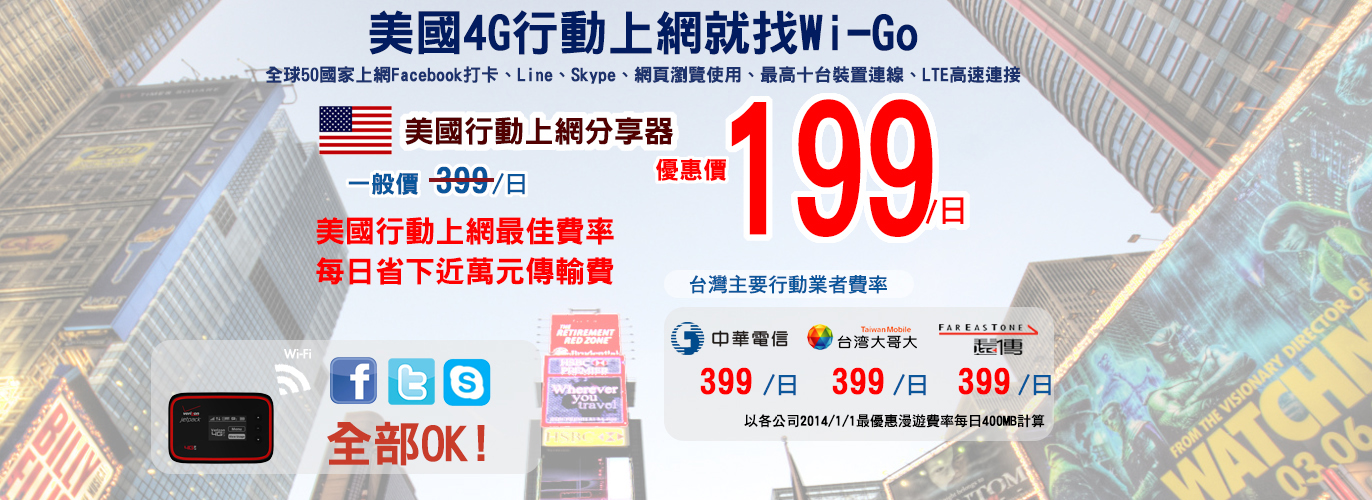 美國4G行動上網就找Wi-Go
全球50國家上網Facebook打卡、Line、Skype、網頁瀏覽使用、最高十台裝置連線、LTE高速連接
美國行動上網分享器
一般價 399/日
優惠價 199/日
美國行動上網最佳費率
每日省下近萬元傳輸費
台灣主要行動業者費率
中華電信
TaiwanMobile
台湾大哥大
FAREASTONE
遠傳
399 /日 399 /日 399 /日
以各公司2014/1/1最優惠漫遊費率每日400MB計算
Wi-Fi
全部OK!
verizon
jetpack
THE
RETIREMENT
RED ZONE
Prudential
Wherever
you
travel
HSBC
FROM THE VISIONARY DIRECTOR OF
WATCHMEN
03.06